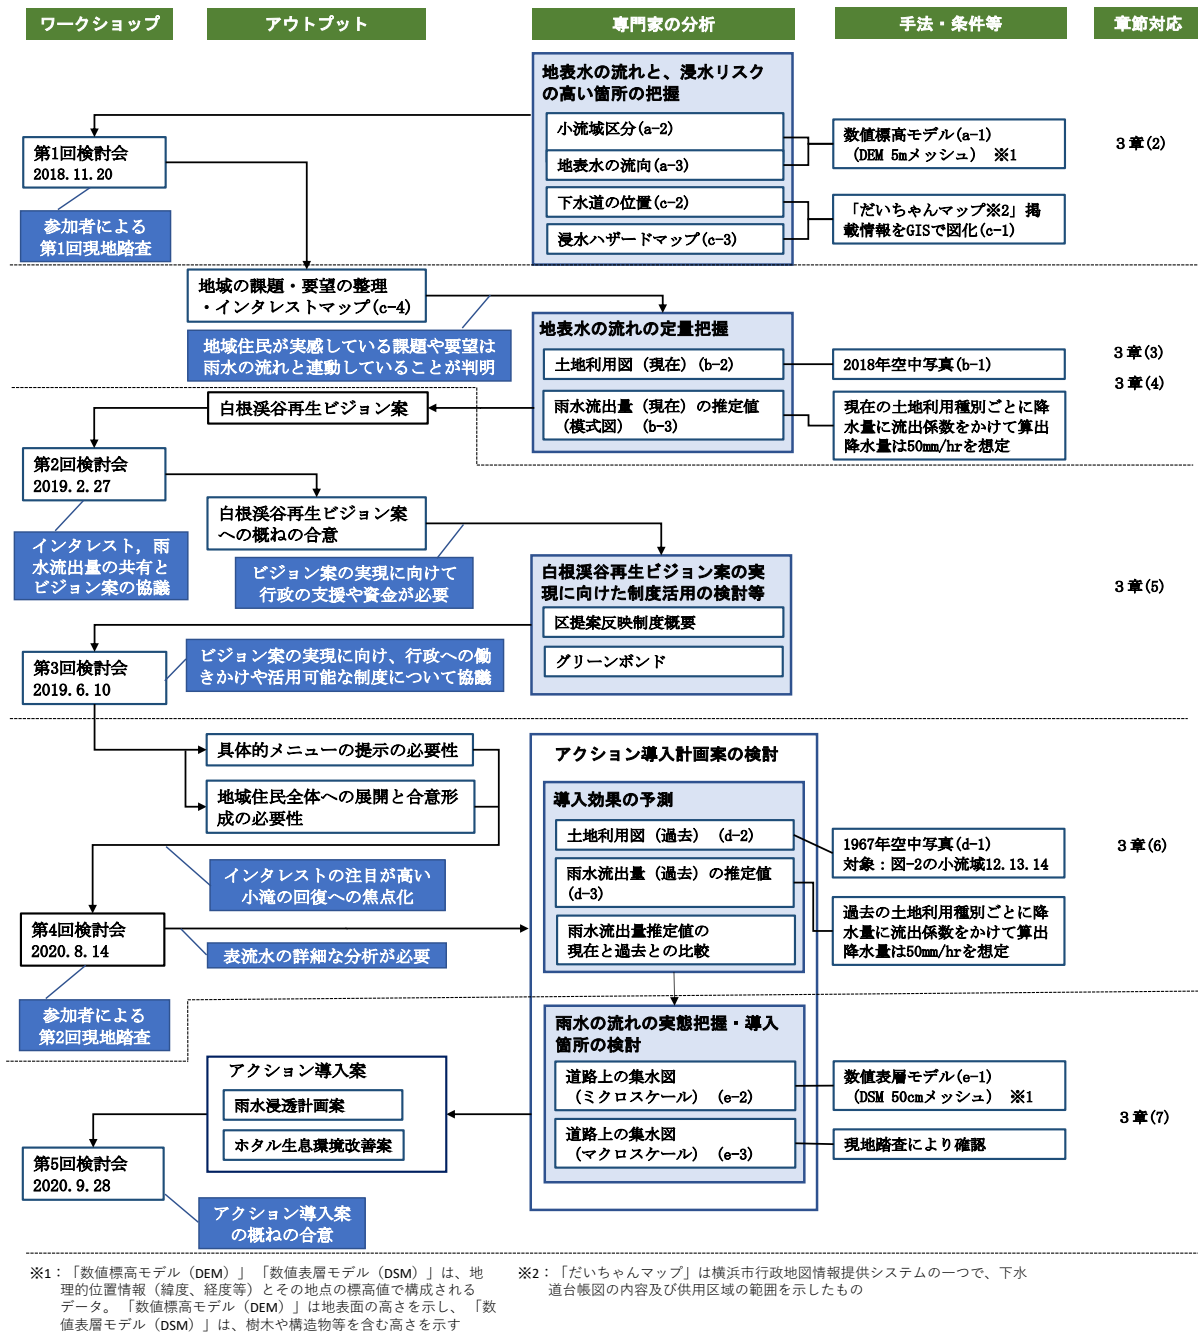 ワークショップ
アウトプット
専門家の分析
手法・条件等
章節対応
地表水の流れと、浸水リスク
の高い箇所の把握
小流域区分(a-2)
地表水の流向(a-3)
下水道の位置(c-2)
浸水ハザードマップ(c-3)
数値標高モデル(a-1)
(DEM 5mメッシュ) ※1
「だいちゃんマップ※2」掲
載情報をGISで図化(c-1)
3章(2)
第1回検討会
2018.11.20
参加者による
第1回現地踏査
地域の課題・要望の整理
・インタレストマップ(c-4)
地域住民が実感している課題や要望は
雨水の流れと連動していることが判明
地表水の流れの定量把握
土地利用図（現在）(b-2)
雨水流出量（現在）の推定値
（模式図）(b-3)
2018年空中写真(b-1)
現在の土地利用種別ごとに降
水量に流出係数をかけて算出
降水量は50mm/hrを想定
3章(3)
3章(4)
白根渓谷再生ビジョン案
第2回検討会
2019.2.27
インタレスト，雨
水流出量の共有と
ビジョン案の協議
白根渓谷再生ビジョン案
への概ねの合意
ビジョン案の実現に向けて
行政の支援や資金が必要
白根渓谷再生ビジョン案の実
現に向けた制度活用の検討等
区提案反映制度概要
グリーンボンド
3章(5)
第3回検討会
2019.6.10
ビジョン案の実現に向け、行政への働
きかけや活用可能な制度について協議
具体的メニューの提示の必要性
地域住民全体への展開と合意形
成の必要性
インタレストの注目が高い
小滝の回復への焦点化
第4回検討会
2020.8.14
表流水の詳細な分析が必要
参加者による
第2回現地踏査
アクション導入計画案の検討
導入効果の予測
土地利用図（過去）(d-2)
雨水流出量（過去）の推定値
(d-3)
雨水流出量推定値の
現在と過去との比較
1967年空中写真(d-1)
対象：図-2の小流域12.13.14
過去の土地利用種別ごとに降
水量に流出係数をかけて算出
降水量は50mm/hrを想定
3章(6)
雨水の流れの実態把握・導入
箇所の検討
道路上の集水図
（ミクロスケール）(e-2)
道路上の集水図
（マクロスケール）(e-3)
数値表層モデル(e-1)
(DSM 50cmメッシュ) ※1
現地踏査により確認
3章(7)
アクション導入案
雨水浸透計画案
ホタル生息環境改善案
第5回検討会
2020.9.28
アクション導入案
の概ねの合意
※1：「数値標高モデル（DEM）」「数値表層モデル（DSM）」は、地
理的位置情報（緯度、経度等）とその地点の標高値で構成される
データ。「数値標高モデル（DEM）」は地表面の高さを示し、「数
値表層モデル（DSM）」は、樹木や構造物等を含む高さを示す
※2：「だいちゃんマップ」は横浜市行政地図情報提供システムの一つで、下水
道台帳図の内容及び供用区域の範囲を示したもの